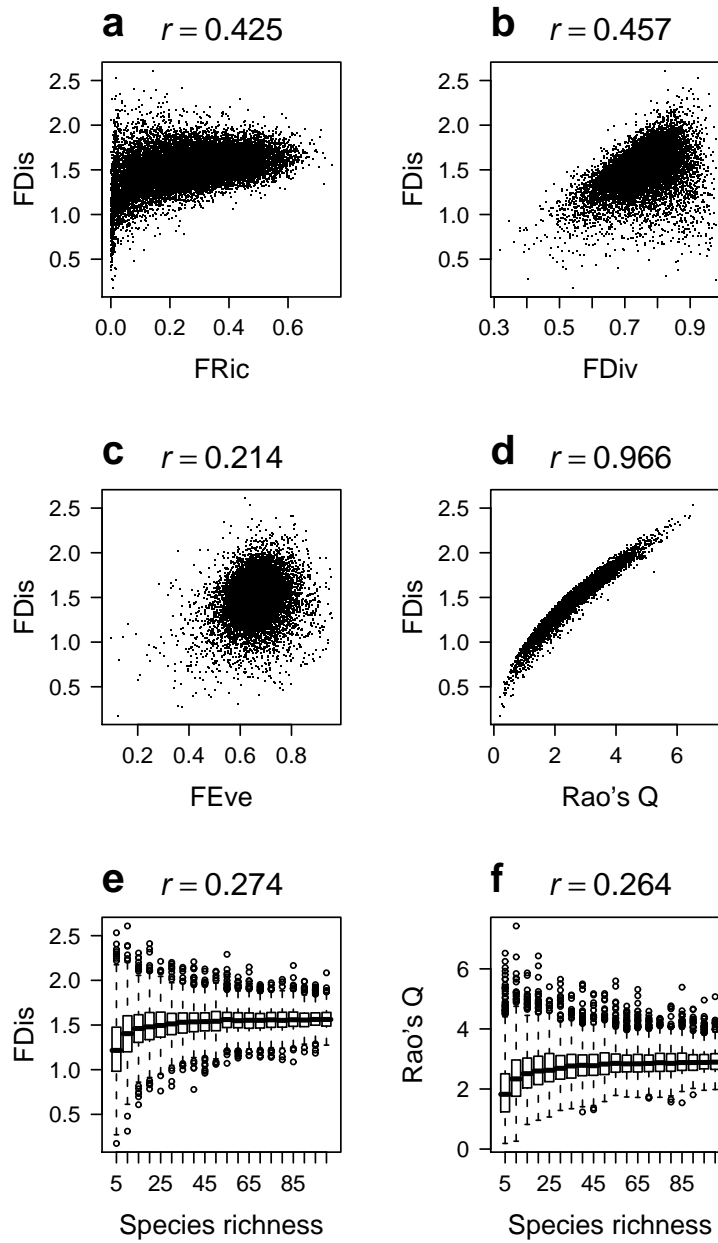 a r = 0.425
2.5
2.0
1.5
1.0
0.5
FDis
0.0 0.2 0.4 0.6
FRic
b r = 0.457
2.5
2.0
1.5
1.0
0.5
FDis
0.3 0.5 0.7 0.9
FDiv
c r = 0.214
2.5
2.0
1.5
1.0
0.5
FDis
0.2 0.4 0.6 0.8
FEve
d r = 0.966
2.5
2.0
1.5
1.0
0.5
FDis
0 2 4 6
Rao's Q
e r = 0.274
2.5
2.0
1.5
1.0
0.5
FDis
5 25 45 65 85
Species richness
f r = 0.264
6
4
2
0
Rao's Q
5 25 45 65 85
Species richness